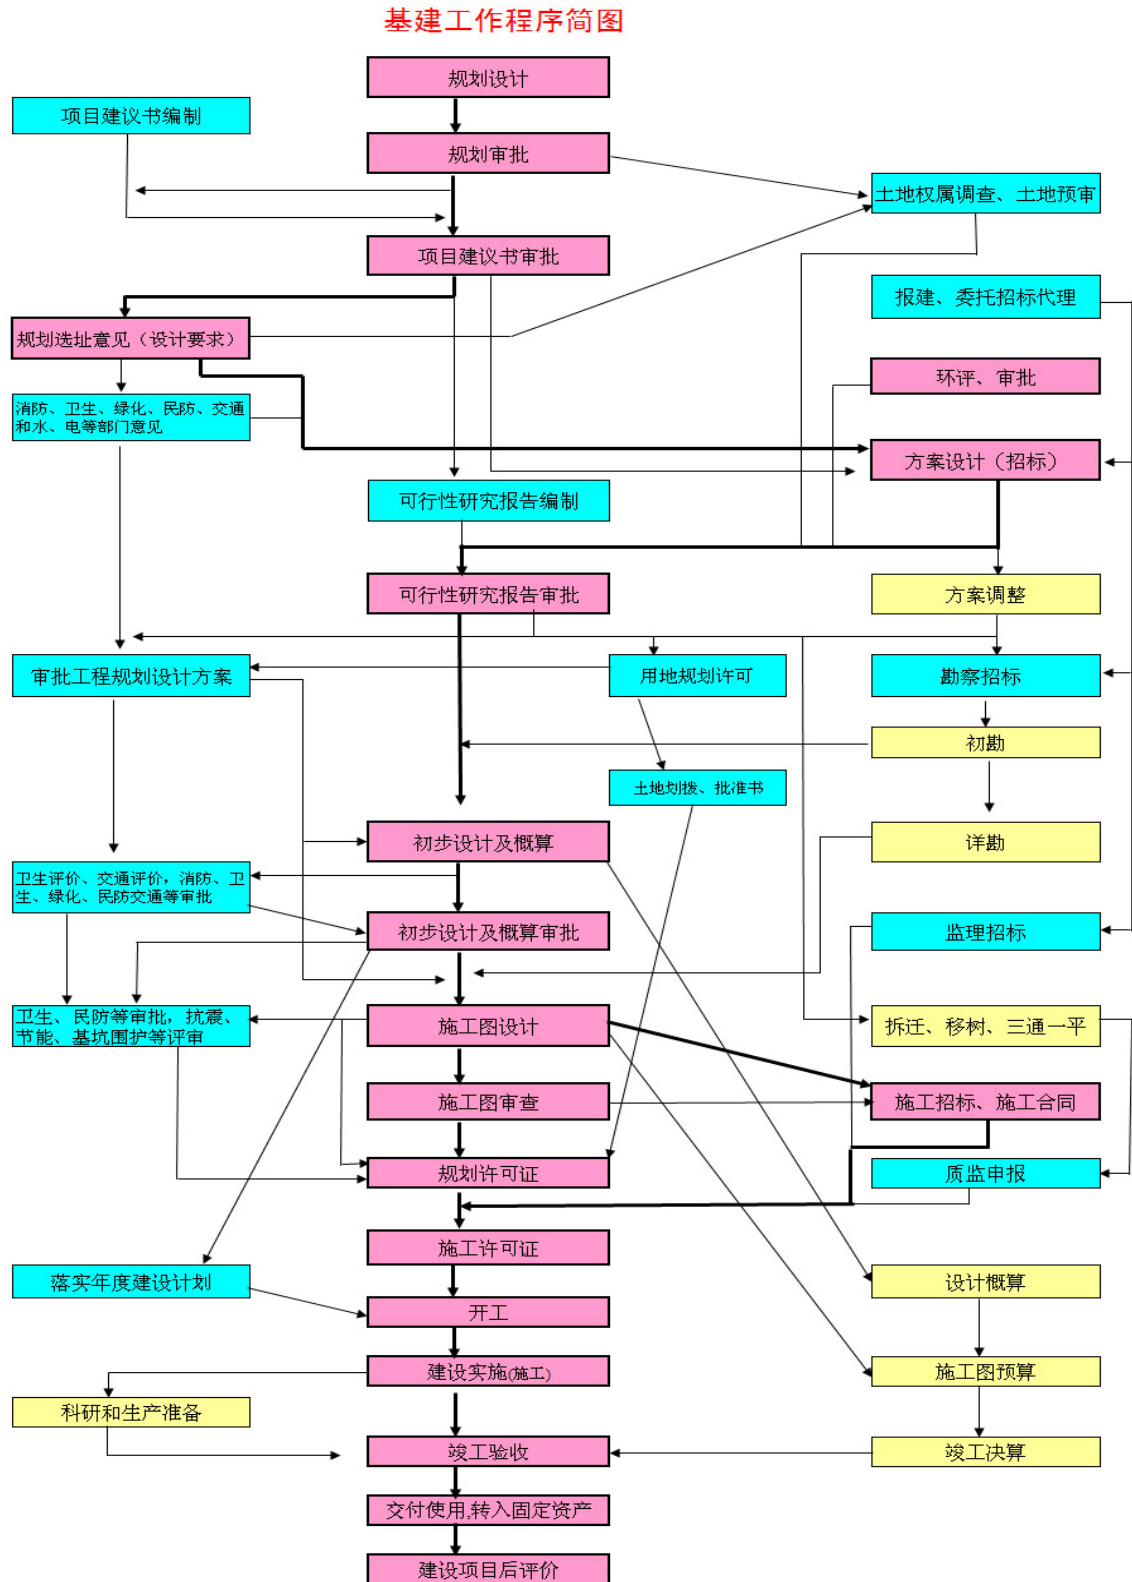 基建工作程序简图
规划设计
项目建议书编制
规划审批
土地权属调查、土地预审
项目建议书审批
报建、委托招标代理
规划选址意见（设计要求）
环评、审批
消防、卫生、绿化、民防、交通
和水、电等部门意见
方案设计（招标）
可行性研究报告编制
可行性研究报告审批
方案调整
审批工程规划设计方案
用地规划许可
勘察招标
初勘
土地划拨、批准书
初步设计及概算
详勘
卫生评价、交通评价，消防、卫
生、绿化、民防交通等审批
初步设计及概算审批
监理招标
卫生、民防等审批，抗震、
节能、基坑围护等评审
施工图设计
拆迁、移树、三通一平
施工图审查
施工招标、施工合同
规划许可证
质监申报
施工许可证
落实年度建设计划
设计概算
开工
建设实施(施工)
施工图预算
科研和生产准备
竣工验收
竣工决算
交付使用,转入固定资产
建设项目后评价